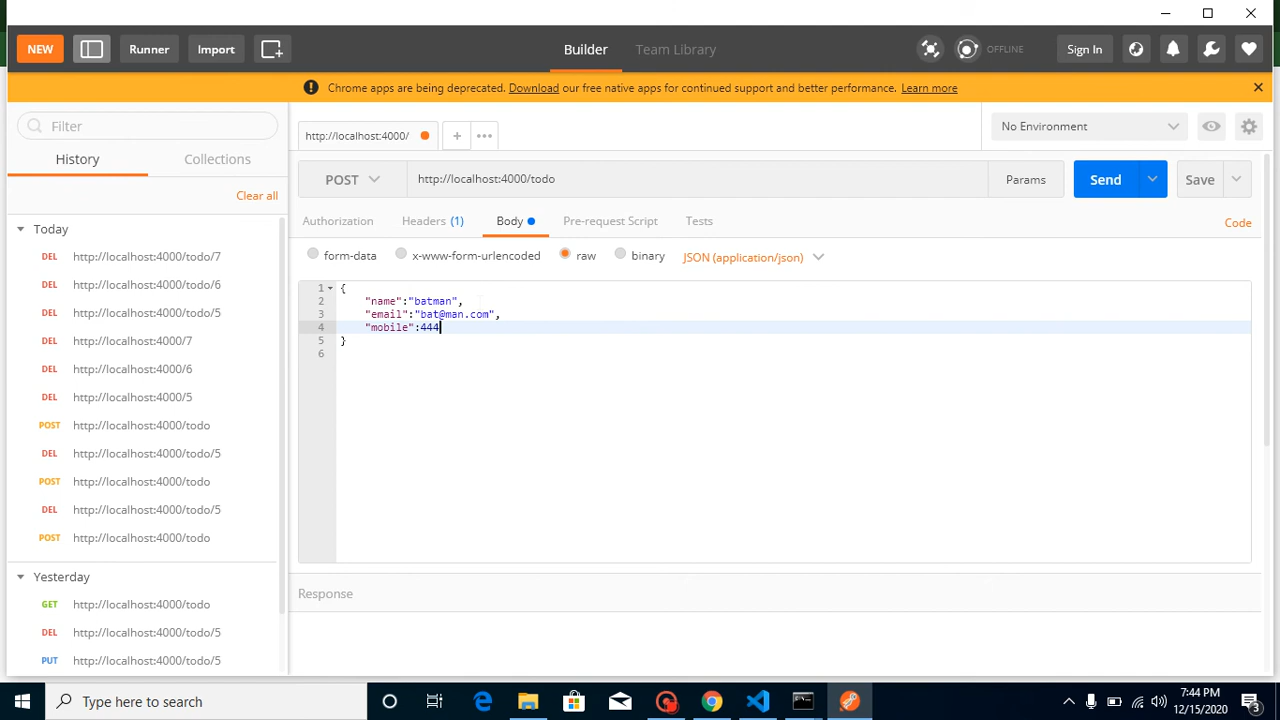 NEW Runner Import Builder Team Library OFFLINE Sign In
Chrome apps are being deprecated. Download our free native apps for continued support and better performance. Learn more
Filter
History Collections
Clear all
Today
DEL http://localhost:4000/todo/7
DEL http://localhost:4000/todo/6
DEL http://localhost:4000/todo/5
DEL http://localhost:4000/7
DEL http://localhost:4000/6
DEL http://localhost:4000/5
POST http://localhost:4000/todo
DEL http://localhost:4000/todo/5
POST http://localhost:4000/todo
DEL http://localhost:4000/todo/5
POST http://localhost:4000/todo
Yesterday
GET http://localhost:4000/todo
DEL http://localhost:4000/todo/5
PUT http://localhost:4000/todo/5
http://localhost:4000/
No Environment
POST http://localhost:4000/todo Params Send Save
Authorization Headers (1) Body Pre-request Script Tests Code
form-data x-www-form-urlencoded raw binary JSON (application/json)
1 {
2 "name":"batman",
3 "email":"bat@man.com",
4 "mobile":444
5 }
6
Response
Type here to search
7:44 PM
12/15/2020
3